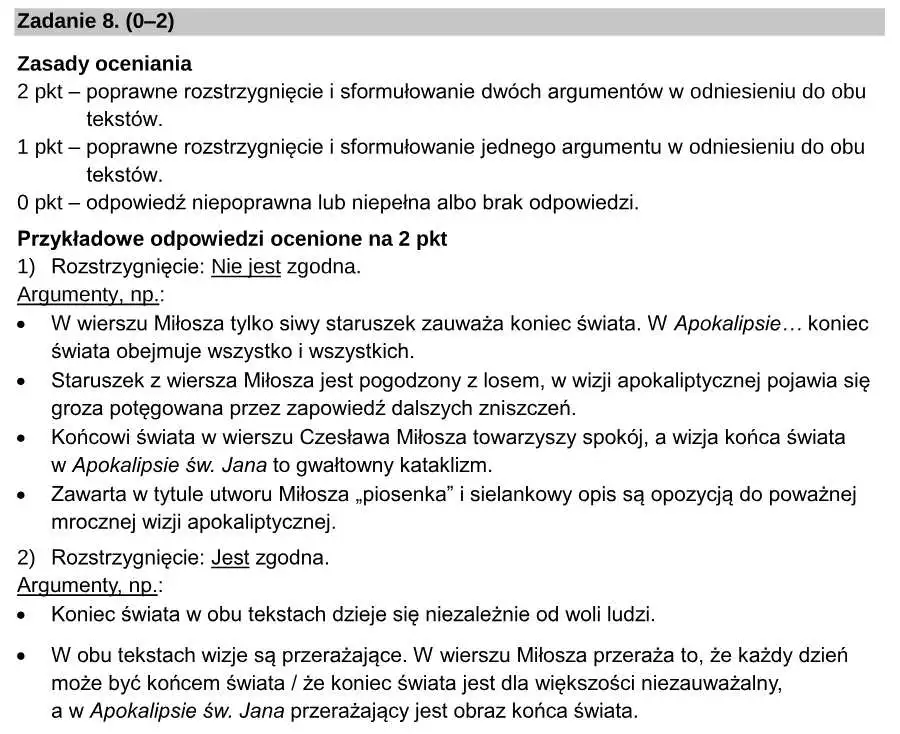 Zadanie 8. (0–2)
Zasady oceniania
2 pkt – poprawne rozstrzygnięcie i sformułowanie dwóch argumentów w odniesieniu do obu
tekstów.
1 pkt – poprawne rozstrzygnięcie i sformułowanie jednego argumentu w odniesieniu do obu
tekstów.
0 pkt – odpowiedź niepoprawna lub niepełna albo brak odpowiedzi.
Przykładowe odpowiedzi ocenione na 2 pkt
1) Rozstrzygnięcie: Nie jest zgodna.
Argumenty, np.:
• W wierszu Miłosza tylko siwy staruszek zauważa koniec świata. W Apokalipsie… koniec
świata obejmuje wszystko i wszystkich.
• Staruszek z wiersza Miłosza jest pogodzony z losem, w wizji apokaliptycznej pojawia się
groza potęgowana przez zapowiedź dalszych zniszczeń.
• Końcowi świata w wierszu Czesława Miłosza towarzyszy spokój, a wizja końca świata
w Apokalipsie św. Jana to gwałtowny kataklizm.
• Zawarta w tytule utworu Miłosza „piosenka” i sielankowy opis są opozycją do poważnej
mrocznej wizji apokaliptycznej.
2) Rozstrzygnięcie: Jest zgodna.
Argumenty, np.:
• Koniec świata w obu tekstach dzieje się niezależnie od woli ludzi.
• W obu tekstach wizje są przerażające. W wierszu Miłosza przeraża to, że każdy dzień
może być końcem świata / że koniec świata jest dla większości niezauważalny,
a w Apokalipsie św. Jana przerażający jest obraz końca świata.